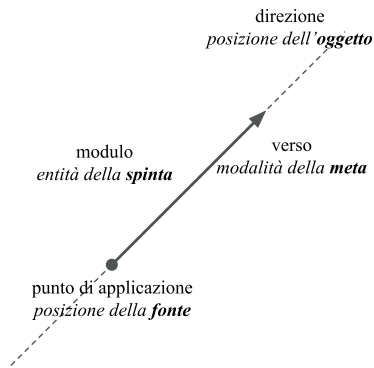 direzione
posizione dell’oggetto
modulo
entità della spinta
verso
modalità della meta
punto di applicazione
posizione della fonte